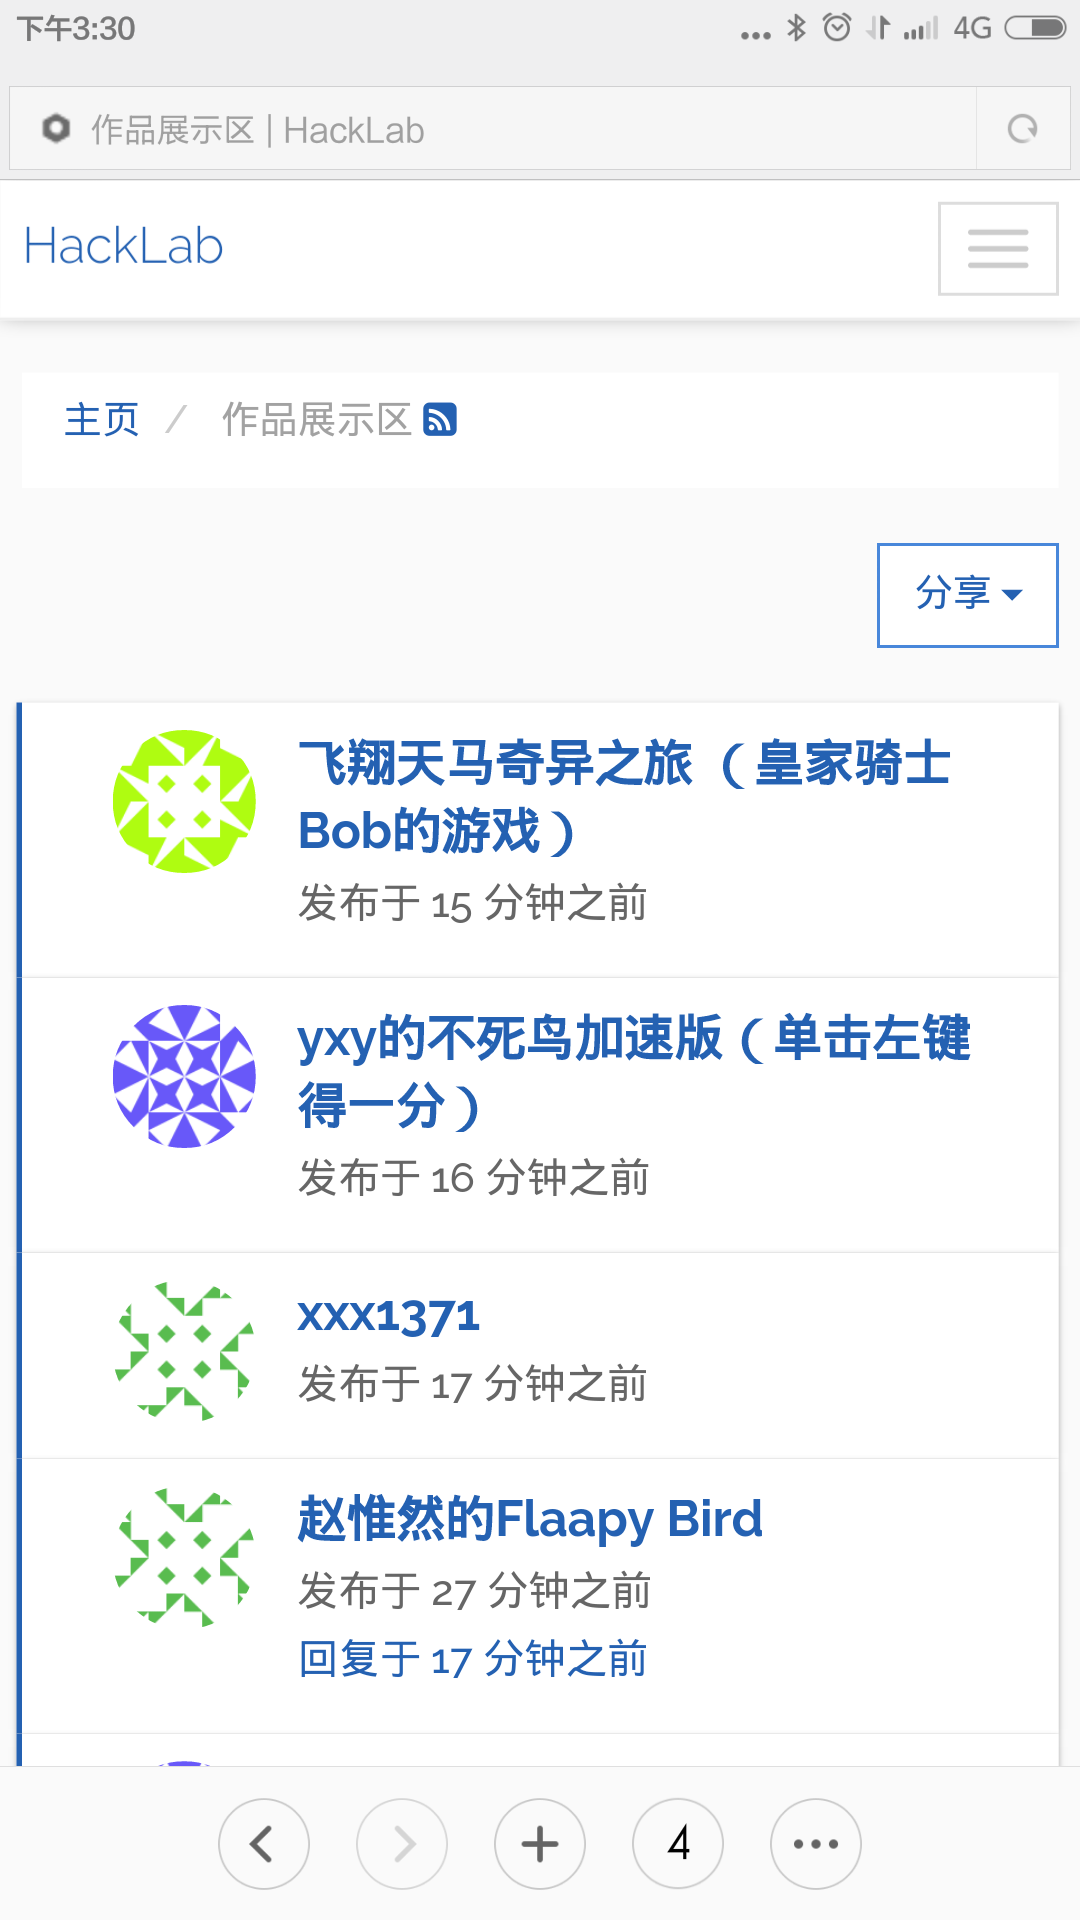 下午3:30
4G
作品展示区 | HackLab
HackLab
主页 / 作品展示区
分享
飞翔天马奇异之旅 （皇家骑士
Bob的游戏）
发布于 15 分钟之前
yxy的不死鸟加速版（单击左键
得一分）
发布于 16 分钟之前
xxx1371
发布于 17 分钟之前
赵惟然的Flaapy Bird
发布于 27 分钟之前
回复于 17 分钟之前
4